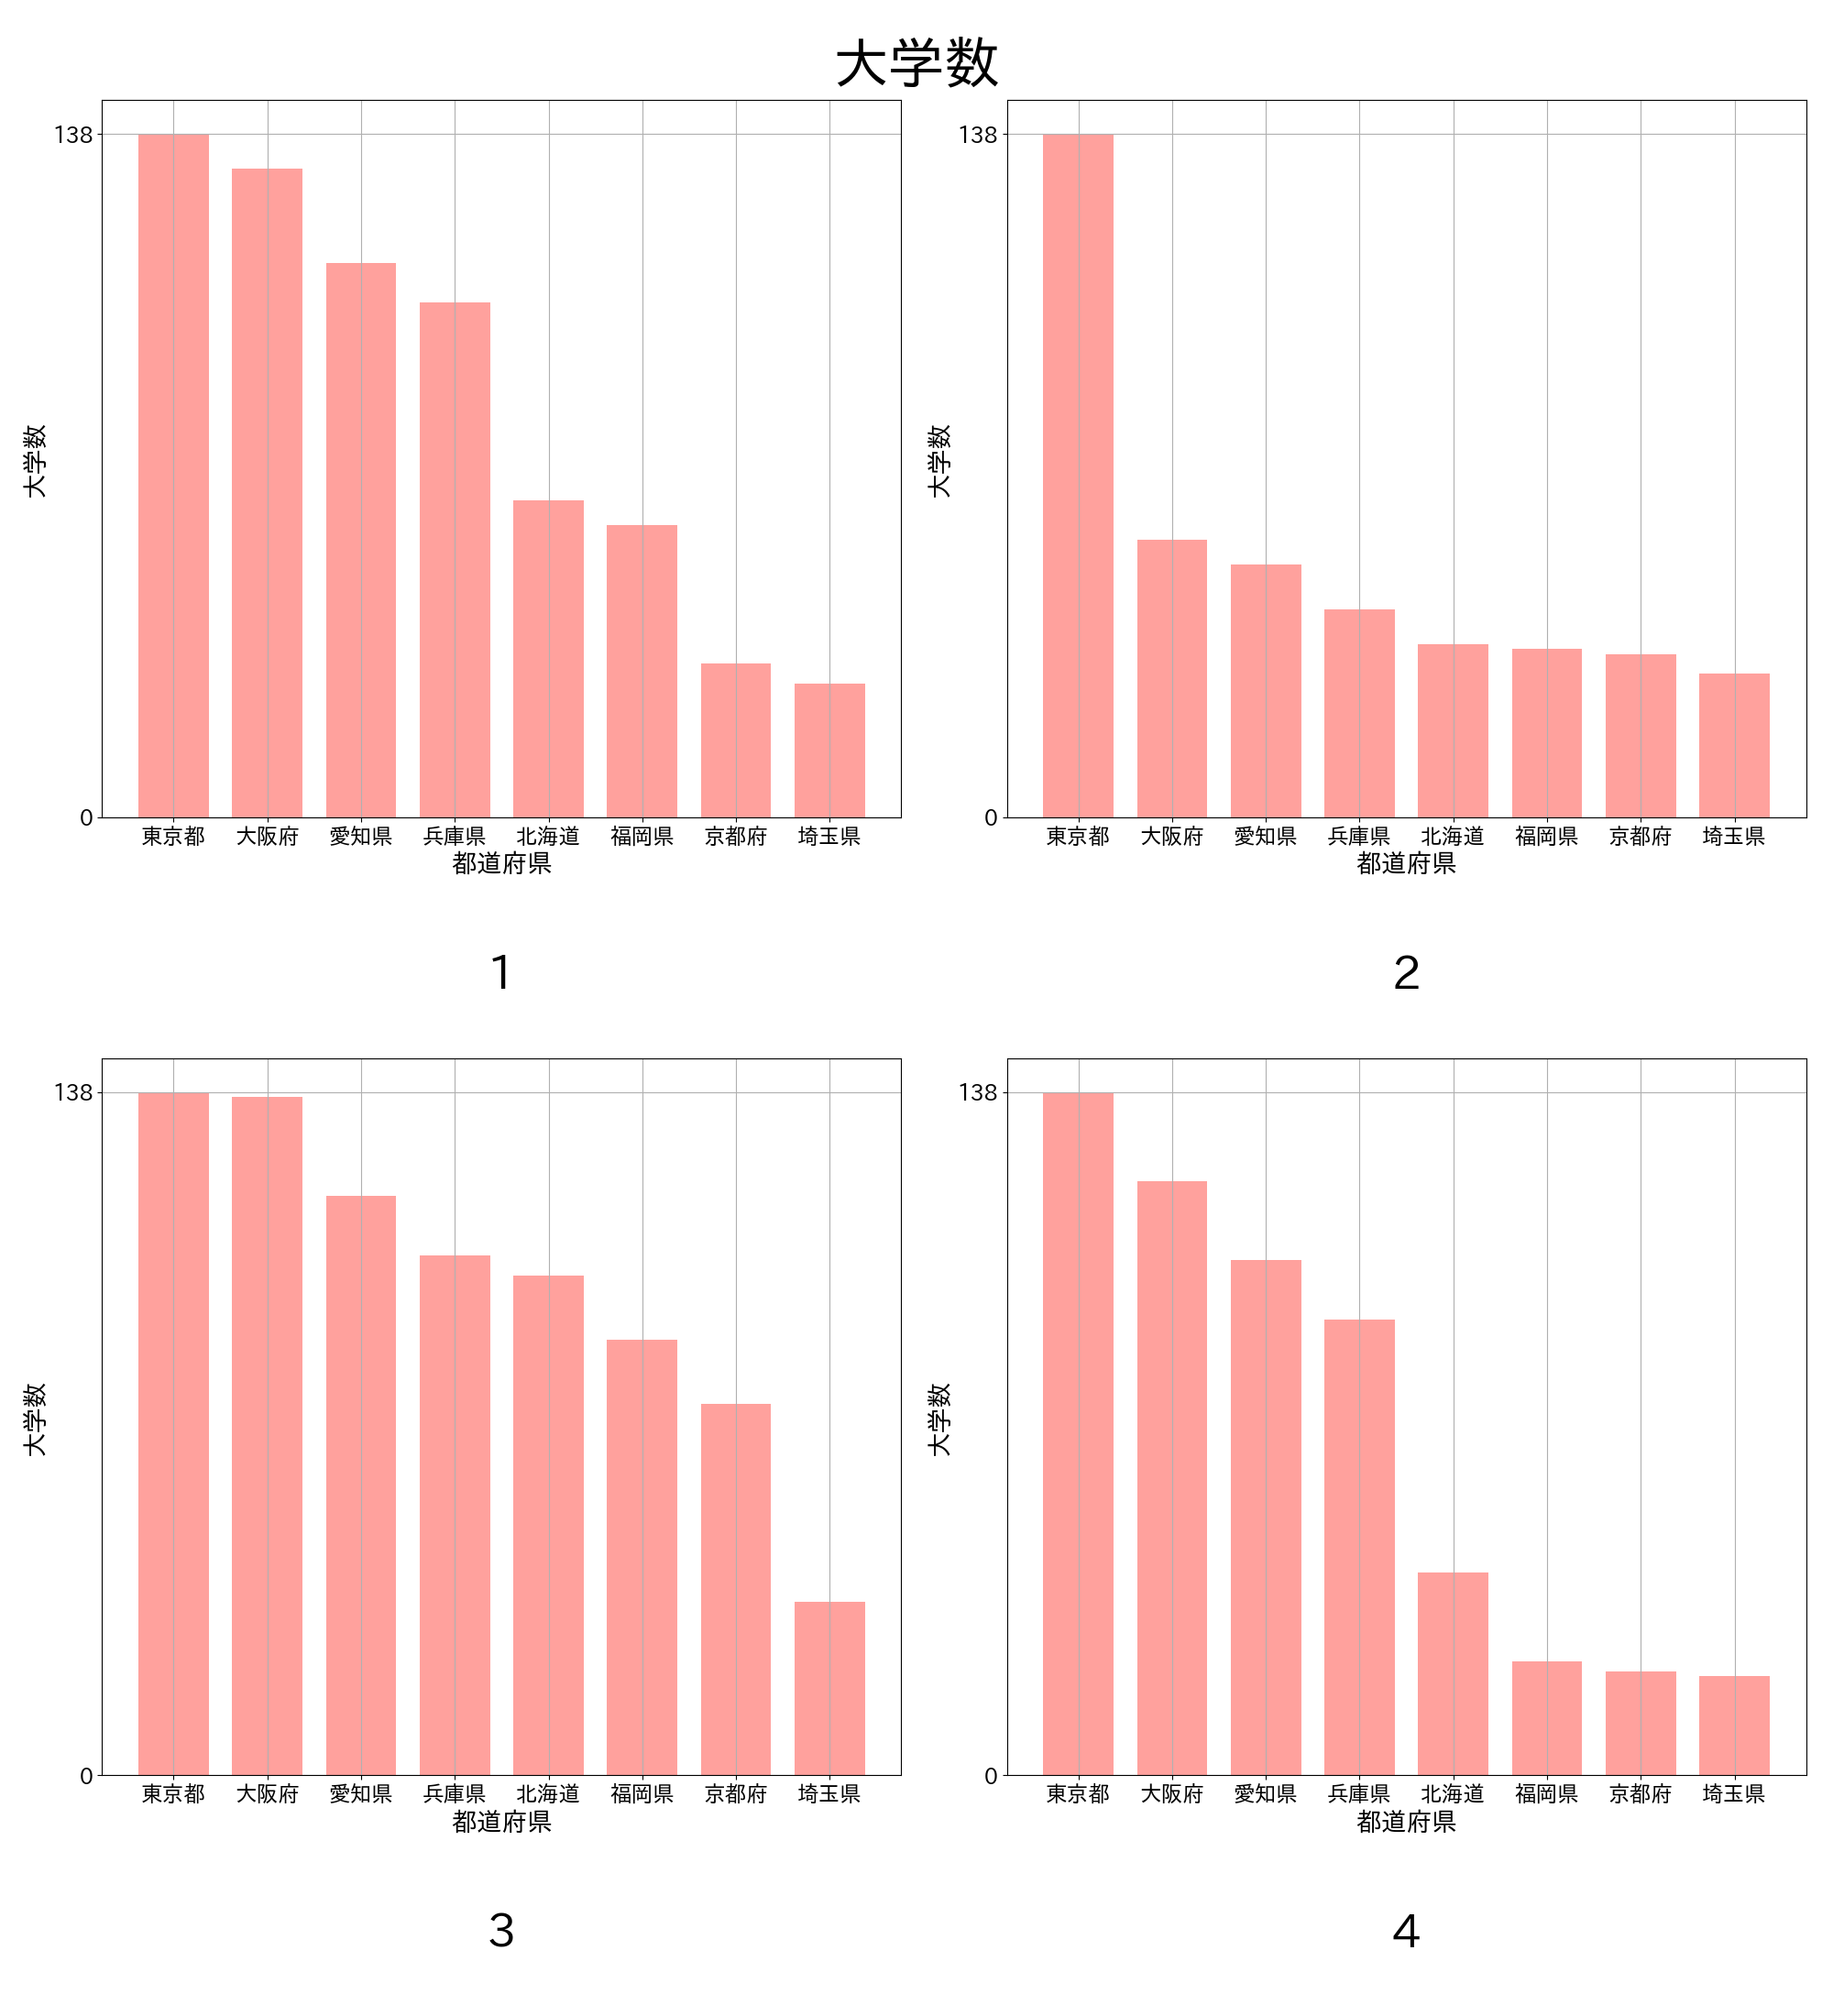 大学数
138
0
大学数
東京都 大阪府 愛知県 兵庫県 北海道 福岡県 京都府 埼玉県
都道府県
1
138
0
大学数
東京都 大阪府 愛知県 兵庫県 北海道 福岡県 京都府 埼玉県
都道府県
2
138
0
大学数
東京都 大阪府 愛知県 兵庫県 北海道 福岡県 京都府 埼玉県
都道府県
3
138
0
大学数
東京都 大阪府 愛知県 兵庫県 北海道 福岡県 京都府 埼玉県
都道府県
4